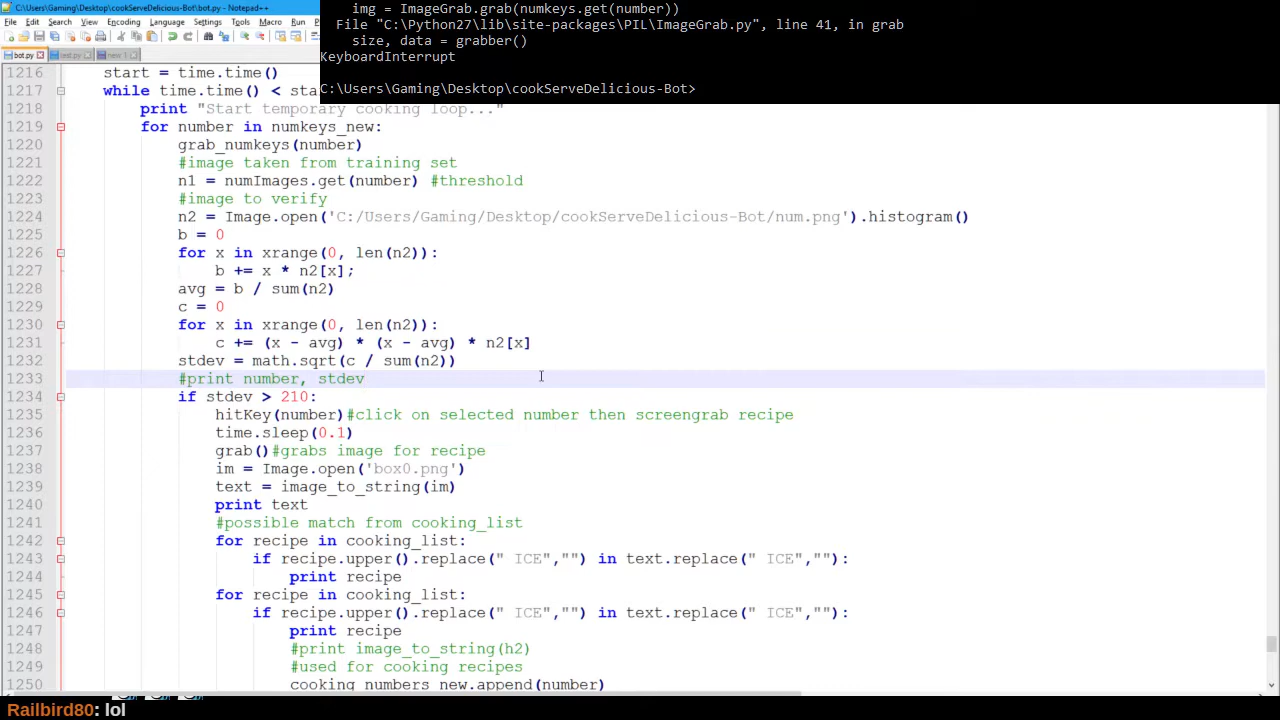 C:\Users\Gaming\Desktop\cookServeDelicious-Bot\bot.py - Notepad++
File Edit Search View Encoding Language Settings Tools Macro Run
bot.py test.py new 1
img = ImageGrab.grab(numkeys.get(number))
File "C:\Python27\lib\site-packages\PIL\ImageGrab.py", line 41, in grab
size, data = grabber()
KeyboardInterrupt
C:\Users\Gaming\Desktop\cookServeDelicious-Bot>
1216 start = time.time()
1217 while time.time() < sta
1218 print "Start temporary cooking loop..."
1219 for number in numkeys_new:
1220 grab_numkeys(number)
1221 #image taken from training set
1222 n1 = numImages.get(number) #threshold
1223 #image to verify
1224 n2 = Image.open('C:/Users/Gaming/Desktop/cookServeDelicious-Bot/num.png').histogram()
1225 b = 0
1226 for x in xrange(0, len(n2)):
1227 b += x * n2[x];
1228 avg = b / sum(n2)
1229 c = 0
1230 for x in xrange(0, len(n2)):
1231 c += (x - avg) * (x - avg) * n2[x]
1232 stdev = math.sqrt(c / sum(n2))
1233 #print number, stdev
1234 if stdev > 210:
1235 hitKey(number)#click on selected number then screengrab recipe
1236 time.sleep(0.1)
1237 grab()#grabs image for recipe
1238 im = Image.open('box0.png')
1239 text = image_to_string(im)
1240 print text
1241 #possible match from cooking_list
1242 for recipe in cooking_list:
1243 if recipe.upper().replace(" ICE","") in text.replace(" ICE",""):
1244 print recipe
1245 for recipe in cooking_list:
1246 if recipe.upper().replace(" ICE","") in text.replace(" ICE",""):
1247 print recipe
1248 #print image_to_string(h2)
1249 #used for cooking recipes
1250 cooking_numbers_new.append(number)
Railbird80: lol